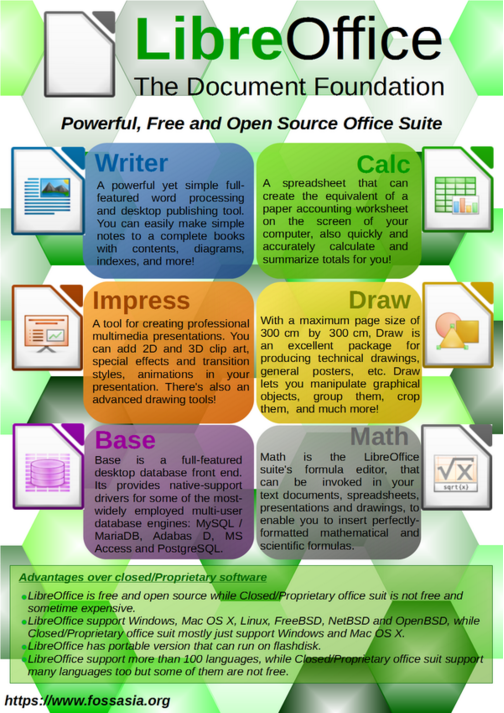 LibreOffice
The Document Foundation
Powerful, Free and Open Source Office Suite
Writer
A powerful yet simple full-
featured word processing
and desktop publishing tool.
You can easily make simple
notes to a complete books
with contents, diagrams,
indexes, and more!
Calc
A spreadsheet that can
create the equivalent of a
paper accounting worksheet
on the screen of your
computer, also quickly and
accurately calculate and
summarize totals for you!
Impress
A tool for creating professional
multimedia presentations. You
can add 2D and 3D clip art,
special effects and transition
styles, animations in your
presentation. There's also an
advanced drawing tools!
Draw
With a maximum page size of
300 cm by 300 cm, Draw is
an excellent package for
producing technical drawings,
general posters, etc. Draw
lets you manipulate graphical
objects, group them, crop
them, and much more!
Base
Base is a full-featured
desktop database front end.
Its provides native-support
drivers for some of the most-
widely employed multi-user
database engines: MySQL /
MariaDB, Adabas D, MS
Access and PostgreSQL.
Math
Math is the LibreOffice
suite's formula editor, that
can be invoked in your
text documents, spreadsheets,
presentations and drawings, to
enable you to insert perfectly-
formatted mathematical and
scientific formulas.
√x
sqrt{x}
Advantages over closed/Proprietary software
LibreOffice is free and open source while Closed/Proprietary office suit is not free and
sometime expensive.
LibreOffice support Windows, Mac OS X, Linux, FreeBSD, NetBSD and OpenBSD, while
Closed/Proprietary office suit mostly just support Windows and Mac OS X.
LibreOffice has portable version that can run on flashdisk.
LibreOffice support more than 100 languages, while Closed/Proprietary office suit support
many languages too but some of them are not free.
https://www.fossasia.org